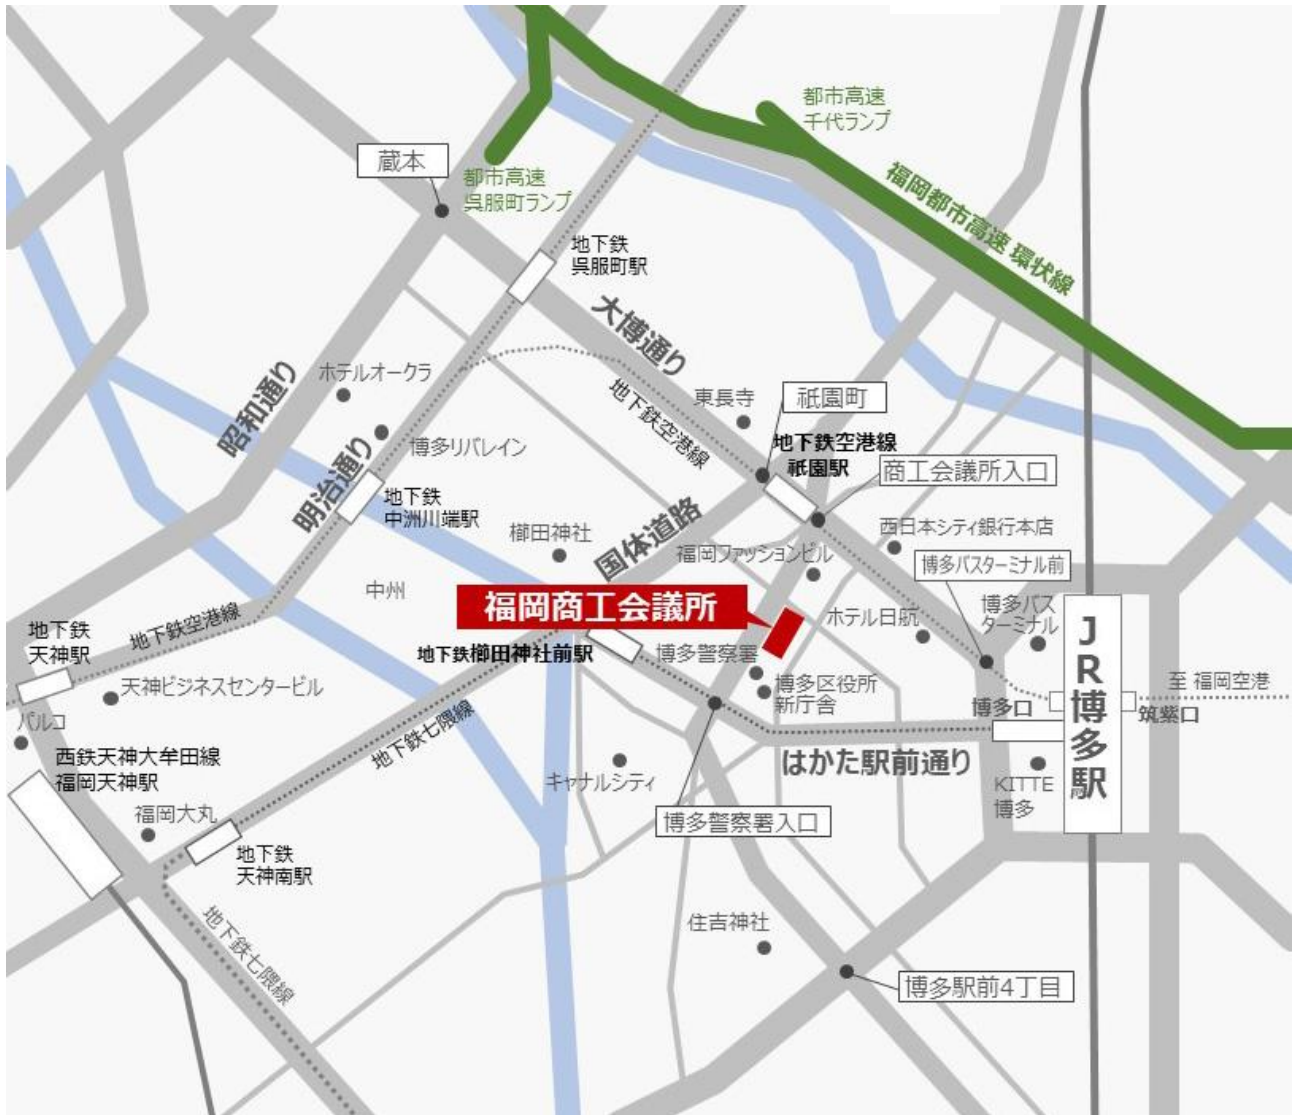 都市高速
千代ランプ
蔵本
都市高速
呉服町ランプ
福岡都市高速 環状線
地下鉄
呉服町駅
大博通り
昭和通り
ホテルオークラ
東長寺
祇園町
地下鉄空港線
明治通り
博多リバレイン
地下鉄空港線
祇園駅
商工会議所入口
地下鉄
中洲川端駅
櫛田神社
国体道路
福岡ファッションビル
西日本シティ銀行本店
博多バスターミナル前
中州
福岡商工会議所
ホテル日航
博多バス
ターミナル
JR博多駅
地下鉄
天神駅
地下鉄空港線
地下鉄櫛田神社前駅
博多警察署
天神ビジネスセンタービル
博多区役所
新庁舎
至 福岡空港
パルコ
博多口
筑紫口
地下鉄七隈線
西鉄天神大牟田線
福岡天神駅
はかた駅前通り
キャナルシティ
KITTE
博多
福岡大丸
博多警察署入口
地下鉄
天神南駅
地下鉄七隈線
住吉神社
博多駅前4丁目